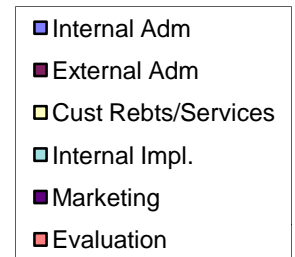 Internal Adm
External Adm
Cust Rebts/Services
Internal Impl.
Marketing
Evaluation